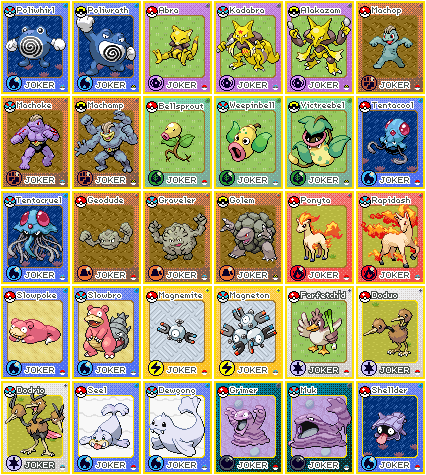 Poliwhirl
JOKER
Poliwrath
JOKER
Abra
JOKER
Kadabra
JOKER
Alakazam
JOKER
Machop
JOKER
Machoke
JOKER
Machamp
JOKER
Bellsprout
JOKER
Weepinbell
JOKER
Victreebel
JOKER
Tentacool
JOKER
Tentacruel
JOKER
Geodude
JOKER
Graveler
JOKER
Golem
JOKER
Ponyta
JOKER
Rapidash
JOKER
Slowpoke
JOKER
Slowbro
JOKER
Magnemite
JOKER
Magneton
JOKER
Farfetchd
JOKER
Doduo
JOKER
Dodrio
JOKER
Seel
JOKER
Dewgong
JOKER
Grimer
JOKER
Muk
JOKER
Shellder
JOKER